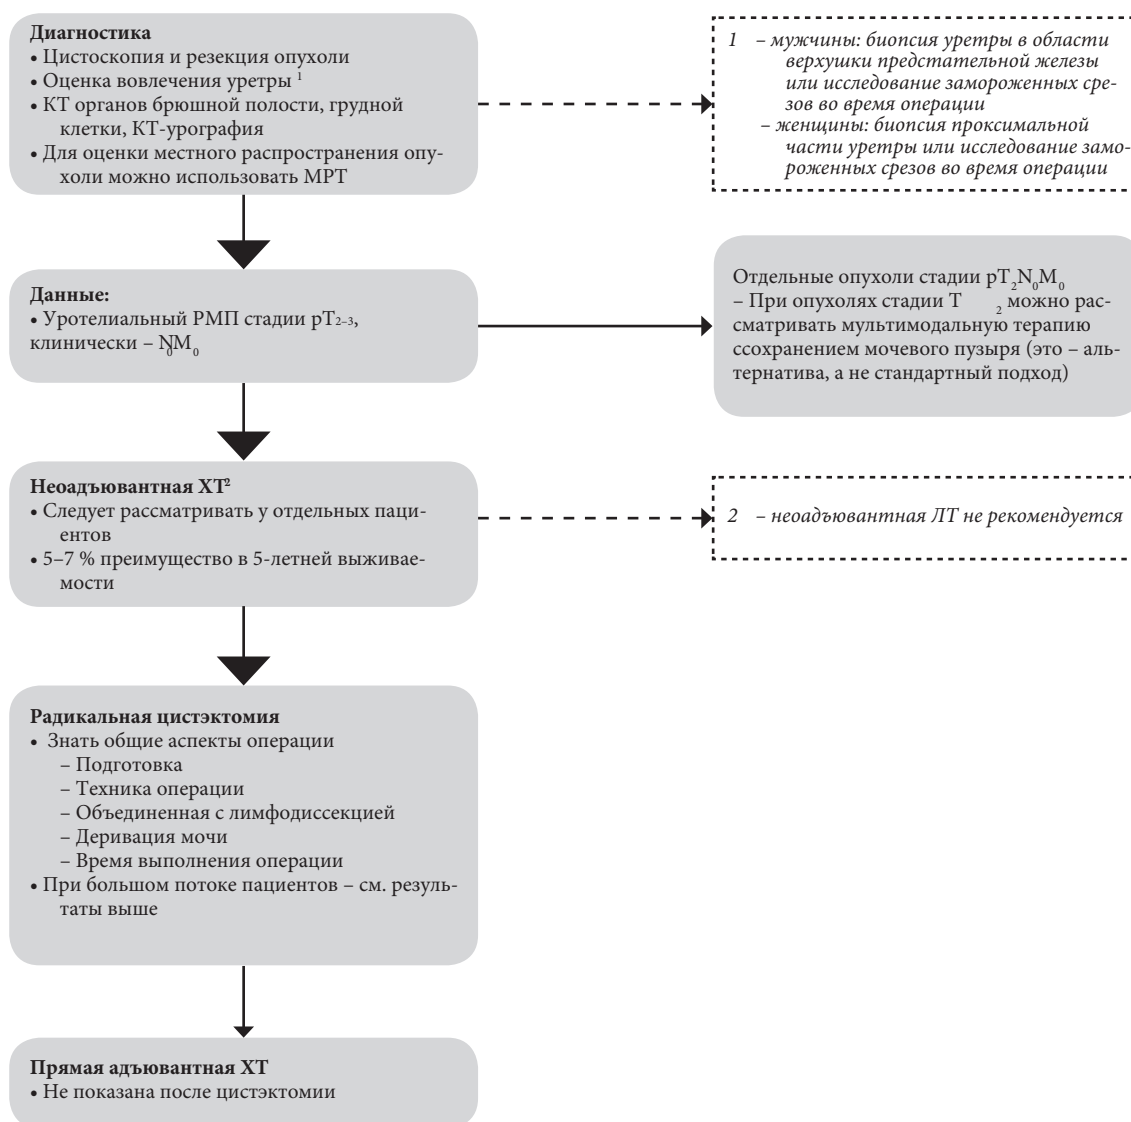 Диагностика
• Цистоскопия и резекция опухоли
• Оценка вовлечения уретры 1
• КТ органов брюшной полости, грудной
клетки, КТ-урография
• Для оценки местного распространения опу-
холи можно использовать МРТ
1 – мужчины: биопсия уретры в области
верхушки предстательной железы
или исследование замороженных сре-
зов во время операции
– женщины: биопсия проксимальной
части уретры или исследование замо-
роженных срезов во время операции
Данные:
• Уротелиальный РМП стадии pT2–3,
клинически – N0M0
Отдельные опухоли стадии pT2N0M0
– При опухолях стадии T 2 можно рас-
сматривать мультимодальную терапию
ссохранением мочевого пузыря (это – аль-
тернатива, а не стандартный подход)
Неоадъювантная ХТ2
• Следует рассматривать у отдельных паци-
ентов
• 5–7 % преимущество в 5-летней выживае-
мости
2 – неоадъювантная ЛТ не рекомендуется
Радикальная цистэктомия
• Знать общие аспекты операции
– Подготовка
– Техника операции
– Объединенная с лимфодиссекцией
– Деривация мочи
– Время выполнения операции
• При большом потоке пациентов – см. резуль-
таты выше
Прямая адъювантная ХТ
• Не показана после цистэктомии